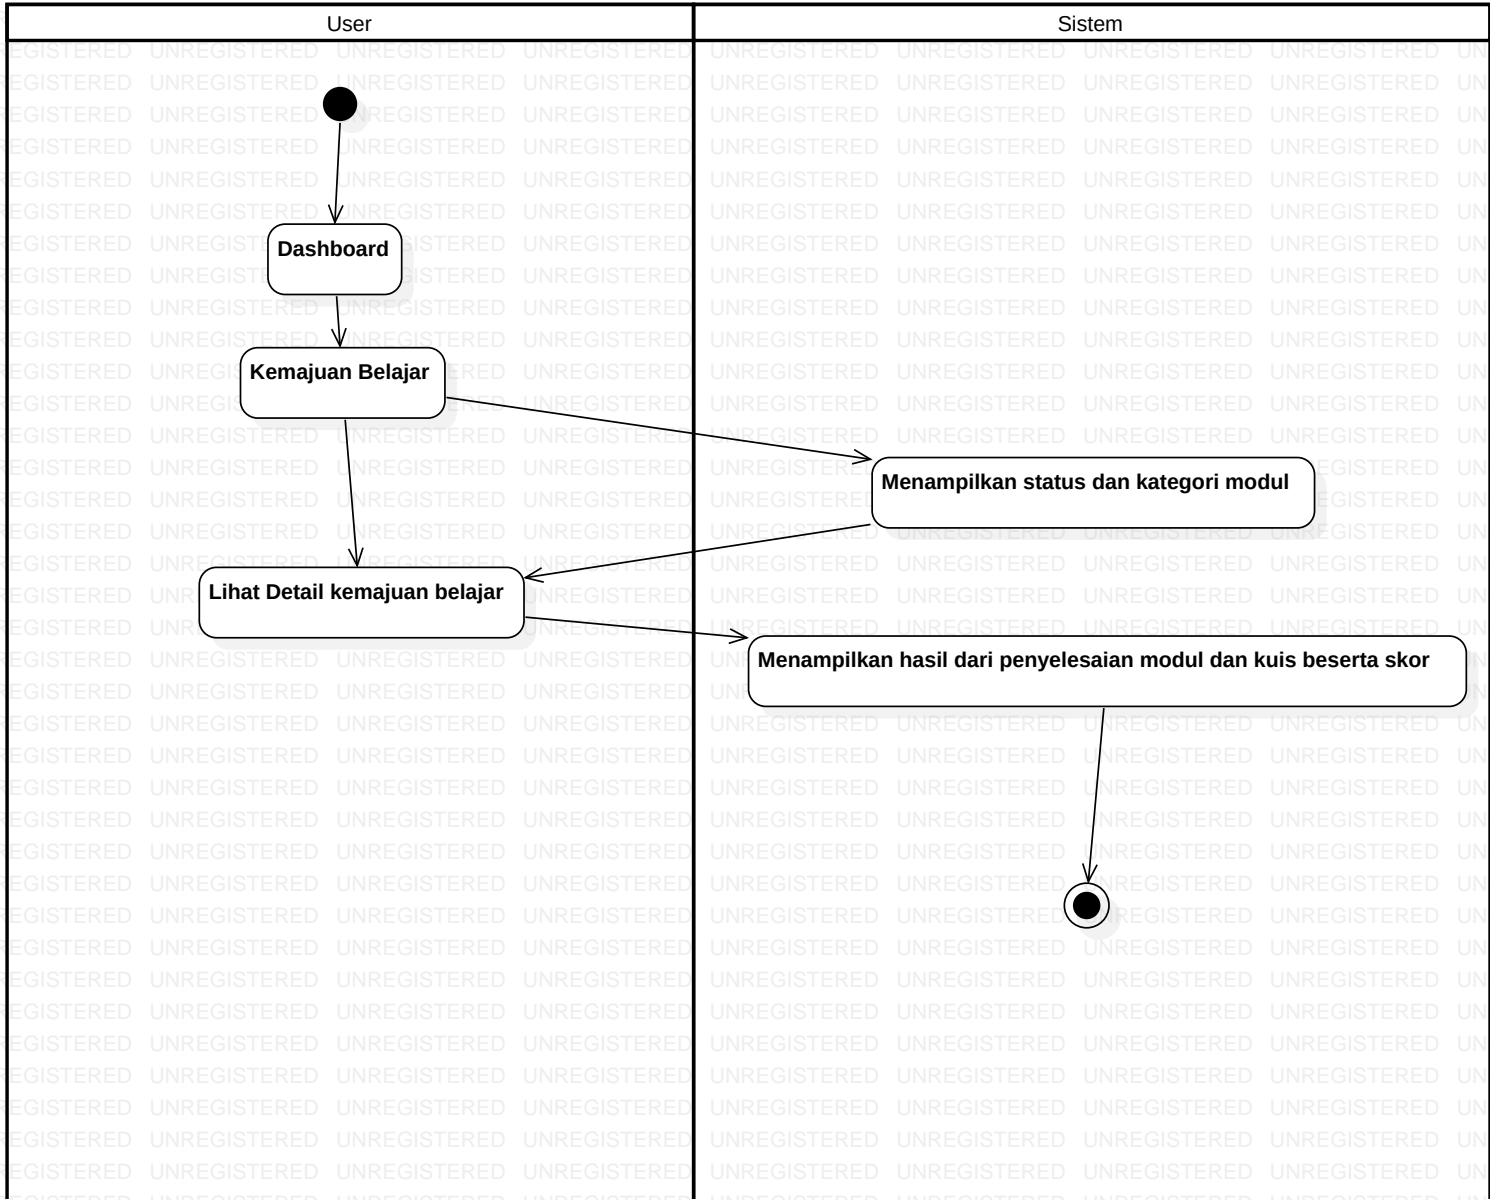 User
Sistem
Dashboard
Kemajuan Belajar
Menampilkan status dan kategori modul
Lihat Detail kemajuan belajar
Menampilkan hasil dari penyelesaian modul dan kuis beserta skor
UNREGISTERED